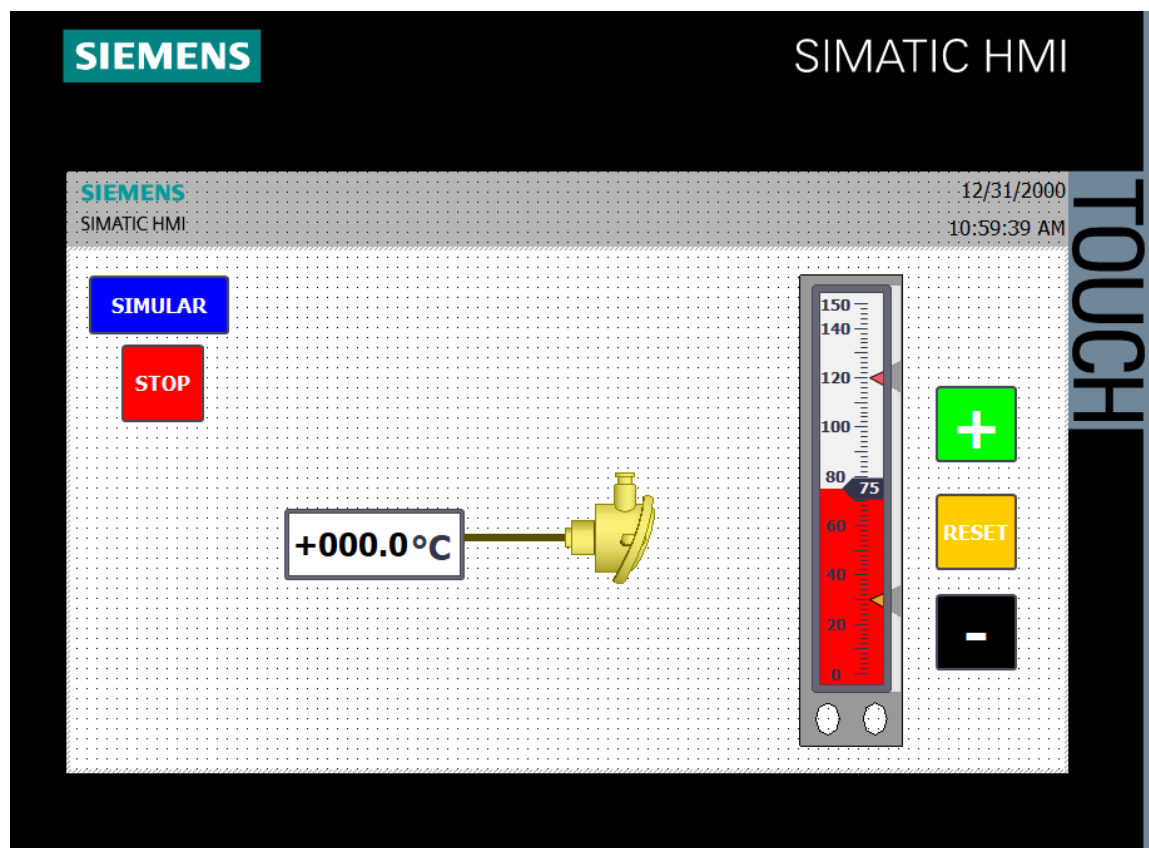 SIEMENS
SIMATIC HMI
SIEMENS
12/31/2000
SIMATIC HMI
10:59:39 AM
TOUCH
SIMULAR
STOP
150
140
120
100
80
75
60
40
20
0
+
RESET
-
+000.0°C